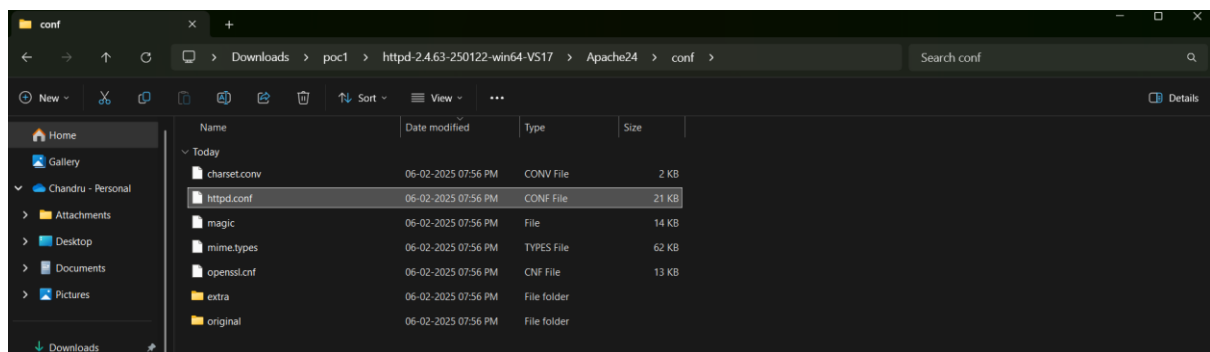 conf
Downloads > poc1 > httpd-2.4.63-250122-win64-VS17 > Apache24 > conf >
Search conf
New
Sort
View
Details
Name Date modified Type Size
Home
Gallery
Chandru - Personal
Attachments
Desktop
Documents
Pictures
Downloads
Today
charset.conv 06-02-2025 07:56 PM CONV File 2 KB
httpd.conf 06-02-2025 07:56 PM CONF File 21 KB
magic 06-02-2025 07:56 PM File 14 KB
mime.types 06-02-2025 07:56 PM TYPES File 62 KB
openssl.cnf 06-02-2025 07:56 PM CNF File 13 KB
extra 06-02-2025 07:56 PM File folder
original 06-02-2025 07:56 PM File folder